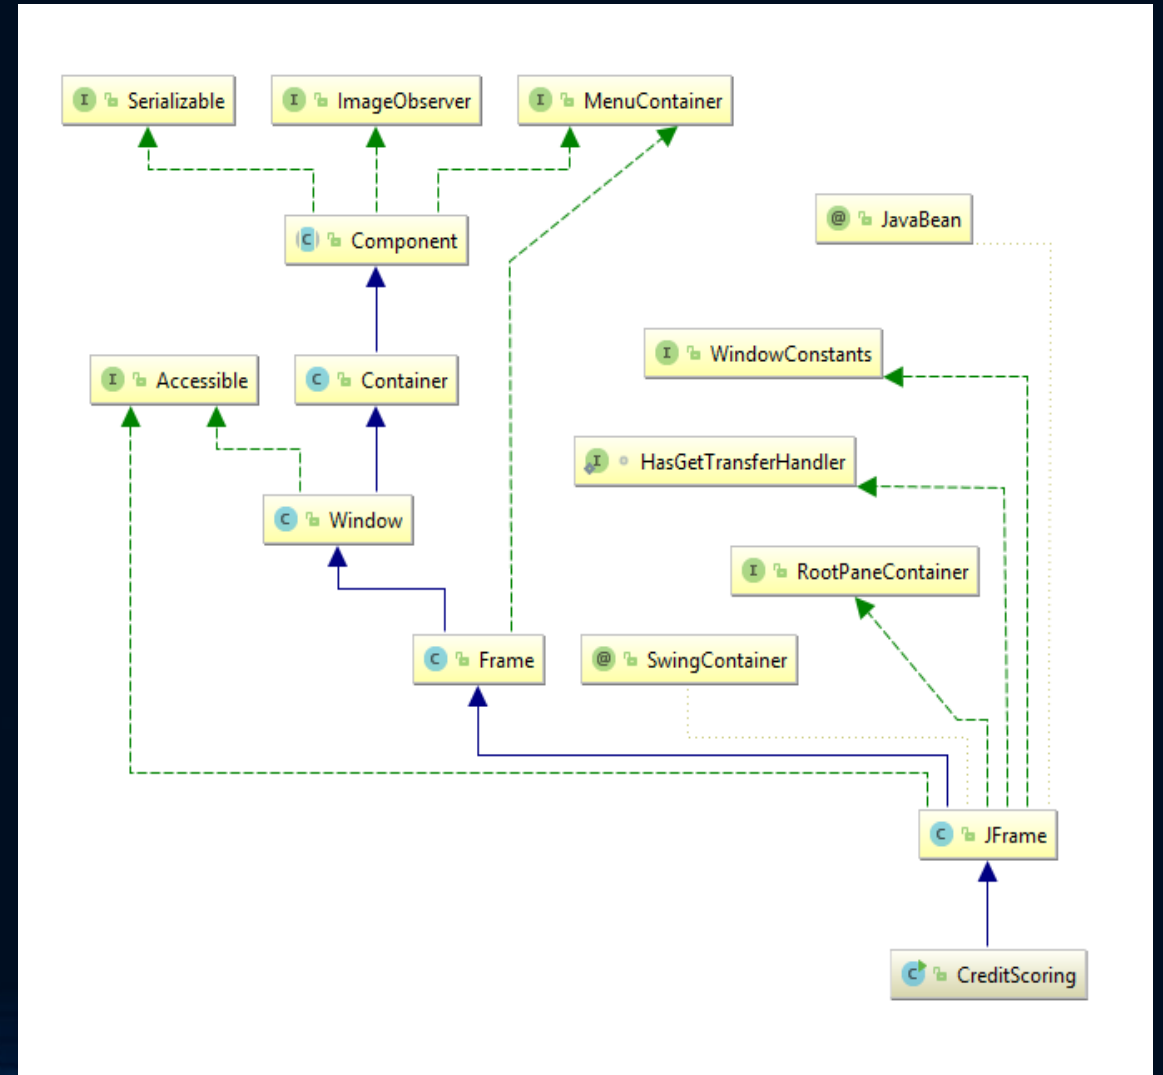 I Serializable
I ImageObserver
I MenuContainer
@ JavaBean
C Component
I WindowConstants
I Accessible
C Container
I HasGetTransferHandler
C Window
I RootPaneContainer
C Frame
@ SwingContainer
C JFrame
C CreditScoring